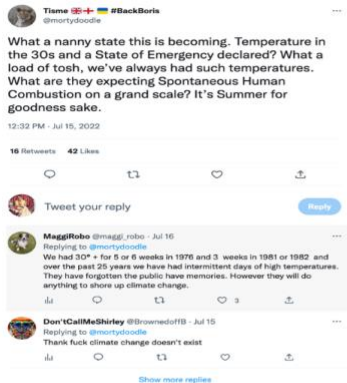 Tisme 🇬🇧➕ 🇺🇦 #BackBoris
@mortydoodle
What a nanny state this is becoming. Temperature in
the 30s and a State of Emergency declared? What a
load of tosh, we've always had such temperatures.
What are they expecting Spontaneous Human
Combustion on a grand scale? It's Summer for
goodness sake.
12:32 PM · Jul 15, 2022
16 Retweets 42 Likes
Tweet your reply
Reply
MaggiRobo @maggi_robo · Jul 16
Replying to @mortydoodle
We had 30° + for 5 or 6 weeks in 1976 and 3 weeks in 1981 or 1982 and
over the past 25 years we have had intermittent days of high temperatures.
They have forgotten the public have memories. However they will do
anything to shore up climate change.
3
Don'tCallMeShirley @BrownedoffB · Jul 15
Replying to @mortydoodle
Thank fuck climate change doesn't exist
Show more replies